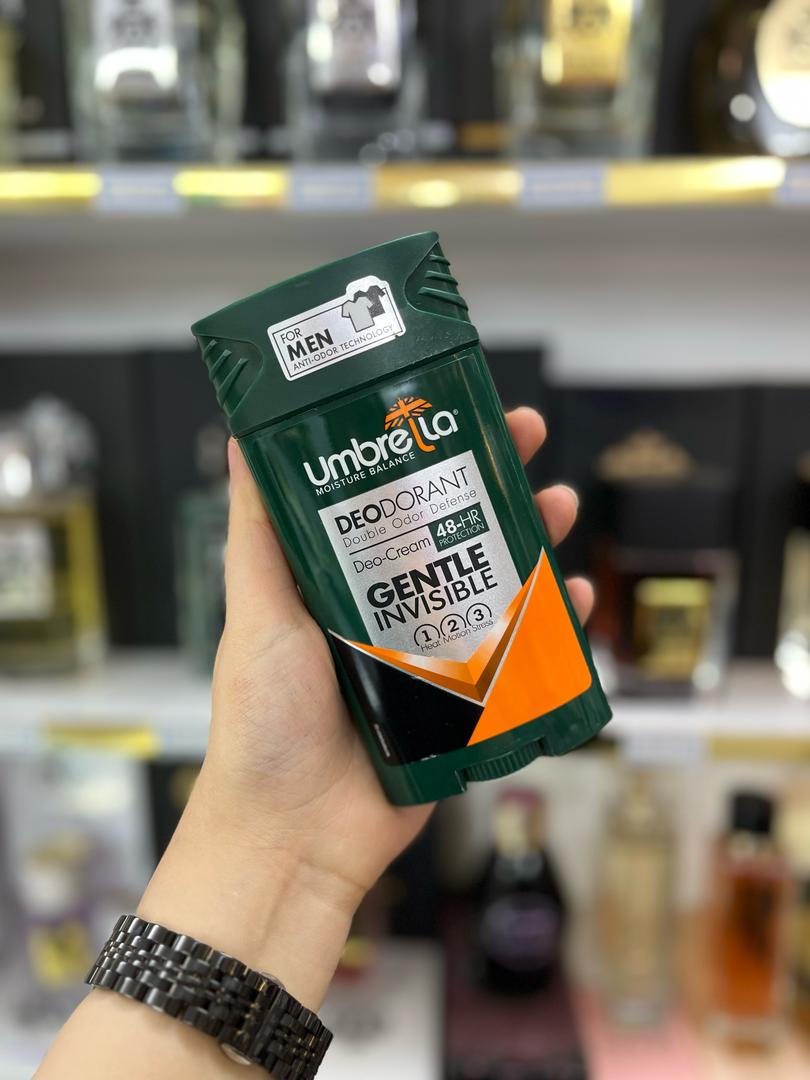 FOR
MEN
ANTI-ODOR TECHNOLOGY
Umbrella®
MOISTURE BALANCE
DEODORANT
Double Odor Defense
Deo-Cream
48-HR
PROTECTION
GENTLE
INVISIBLE
1 2 3
Heat Motion Stress